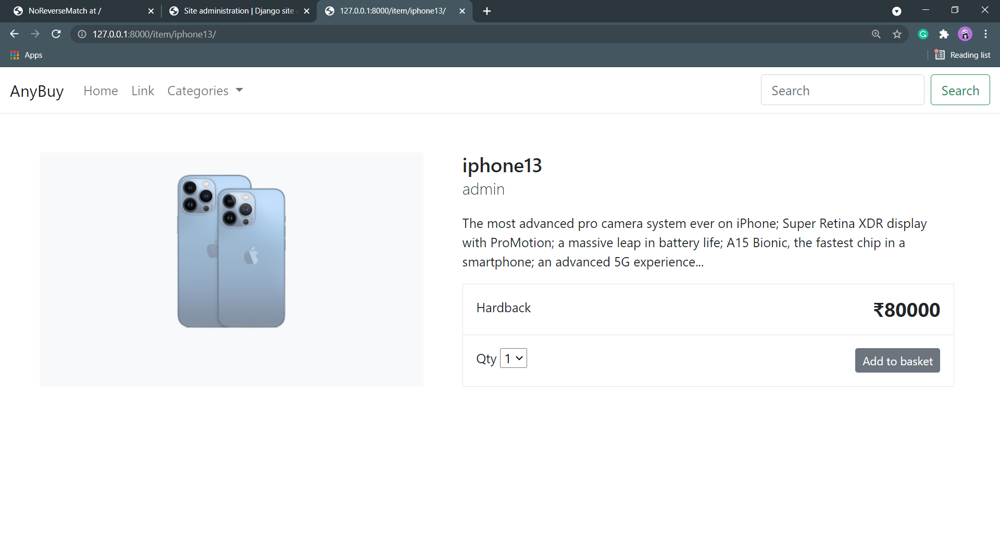 NoReverseMatch at /
Site administration | Django site
127.0.0.1:8000/item/iphone13/
127.0.0.1:8000/item/iphone13/
Apps
Reading list
AnyBuy Home Link Categories
Search Search
iphone13
admin
The most advanced pro camera system ever on iPhone; Super Retina XDR display
with ProMotion; a massive leap in battery life; A15 Bionic, the fastest chip in a
smartphone; an advanced 5G experience...
Hardback ₹80000
Qty 1 Add to basket